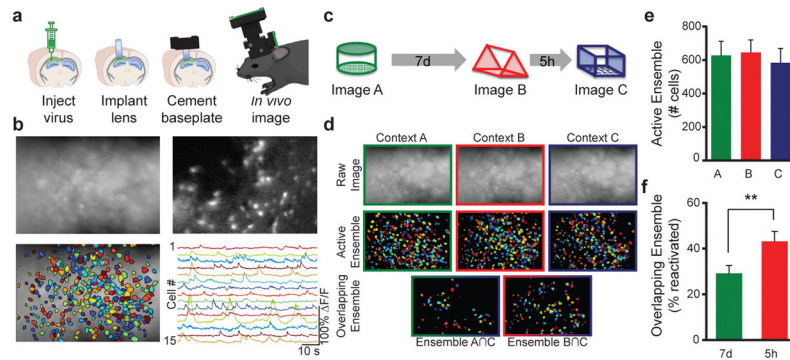 a
Inject
virus
Implant
lens
Cement
baseplate
In vivo
image
b
1
Cell #
15
100% ΔF/F
10 s
c
7d
5h
Image A
Image B
Image C
d
Context A
Context B
Context C
Raw
Image
Active
Ensemble
Overlapping
Ensemble
Ensemble A∩C
Ensemble B∩C
e
Active Ensemble
(# cells)
800
600
400
200
0
A
B
C
f
Overlapping Ensemble
(% reactivated)
60
40
20
0
**
7d
5h